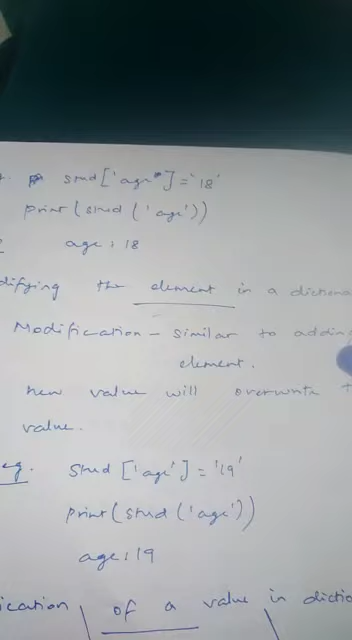 stud['age']='18'
print(stud('age'))
age : 18
difying the element in a dictiona
Modification - similar to adding
element.
new value will overwrite t
value.
eg. stud['age']='19'
print(stud('age'))
age : 19
ication of a value in dictio